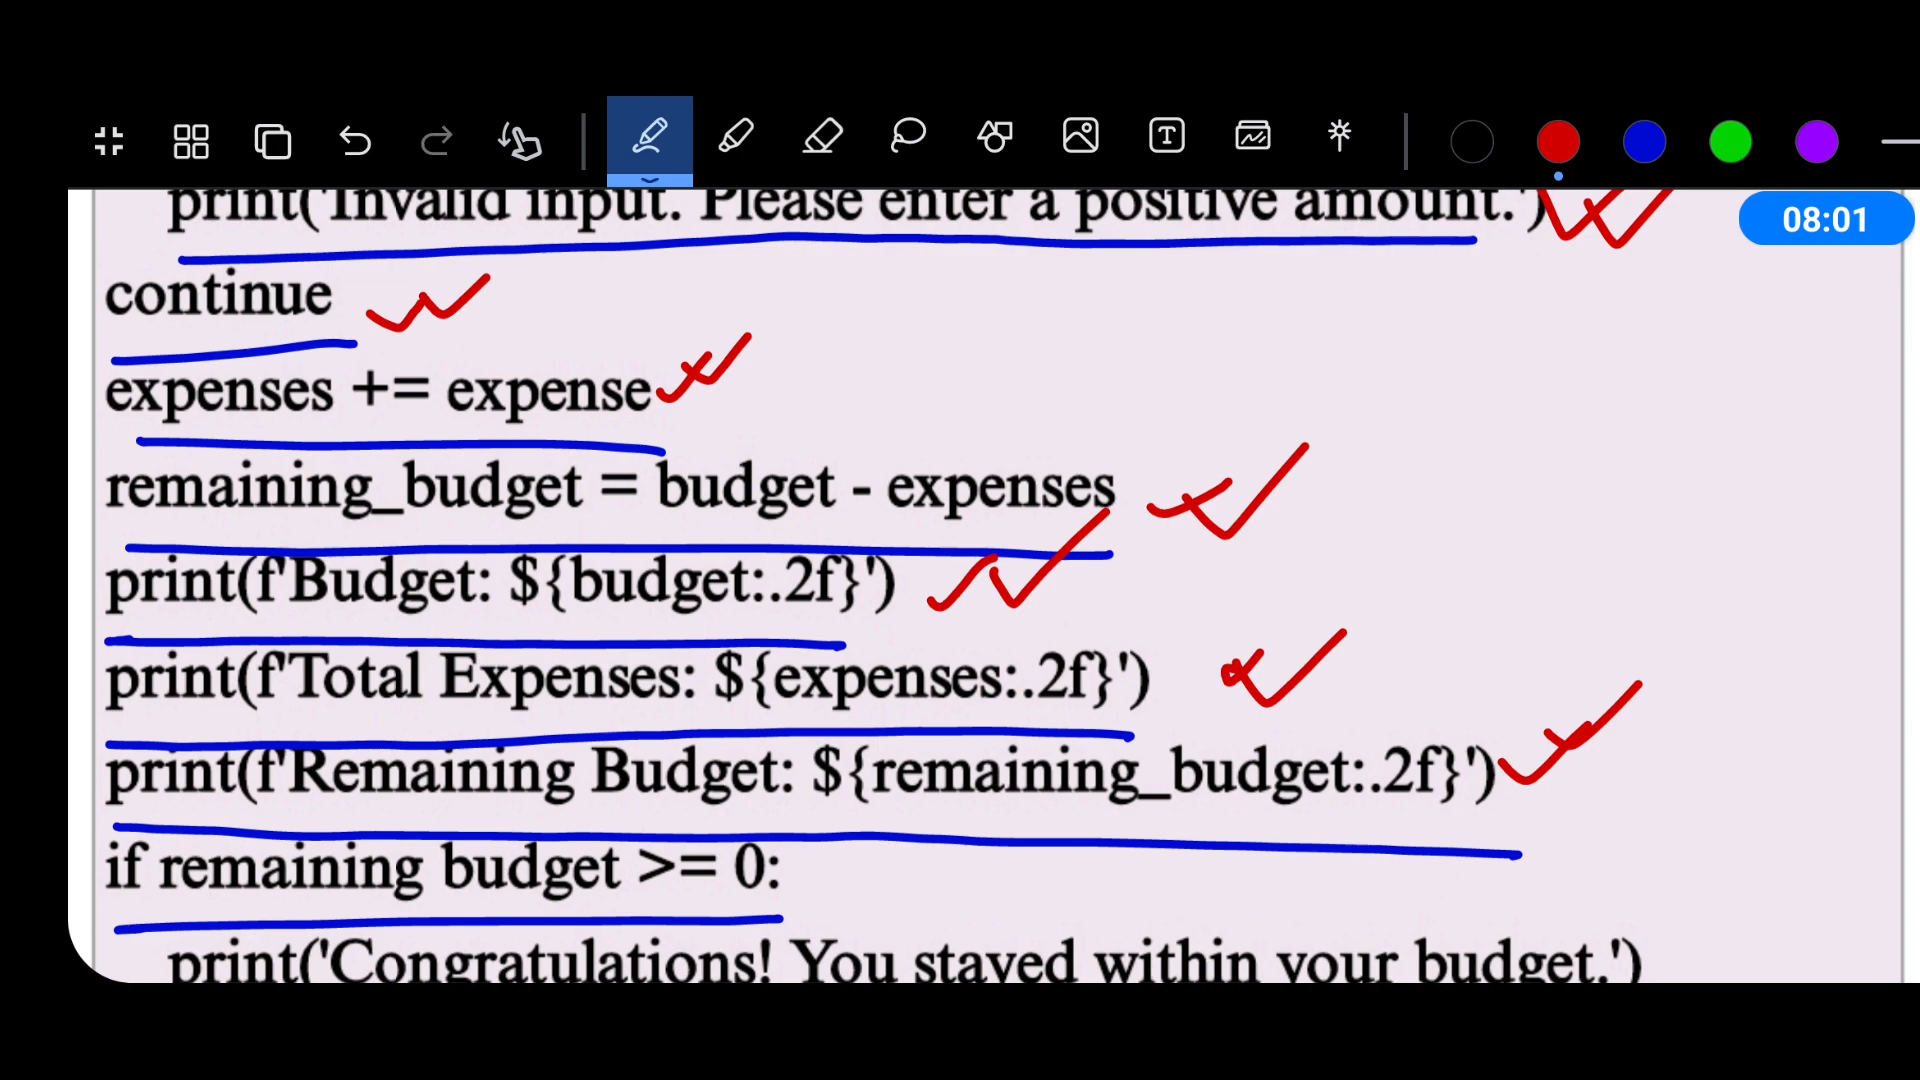 08:01
print('Invalid input. Please enter a positive amount.')
continue
expenses += expense
remaining_budget = budget - expenses
print(f'Budget: ${budget:.2f}')
print(f'Total Expenses: ${expenses:.2f}')
print(f'Remaining Budget: ${remaining_budget:.2f}')
if remaining budget >= 0:
print('Congratulations! You stayed within your budget.')